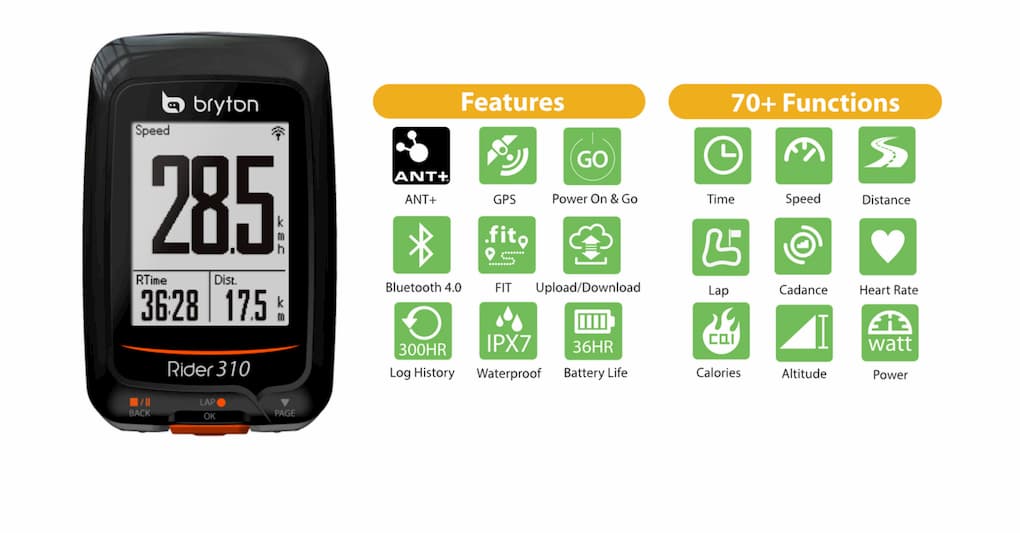 bryton
Speed
28.5
kmh
RTime
36:28
Dist.
17.5
km
Rider 310
BACK
LAP
OK
PAGE
Features
ANT+
ANT+
GPS
GO
Power On & Go
Bluetooth 4.0
.fit
FIT
Upload/Download
300HR
Log History
IPX7
Waterproof
36HR
Battery Life
70+ Functions
Time
Speed
Distance
Lap
Cadance
Heart Rate
CAl
Calories
Altitude
watt
Power